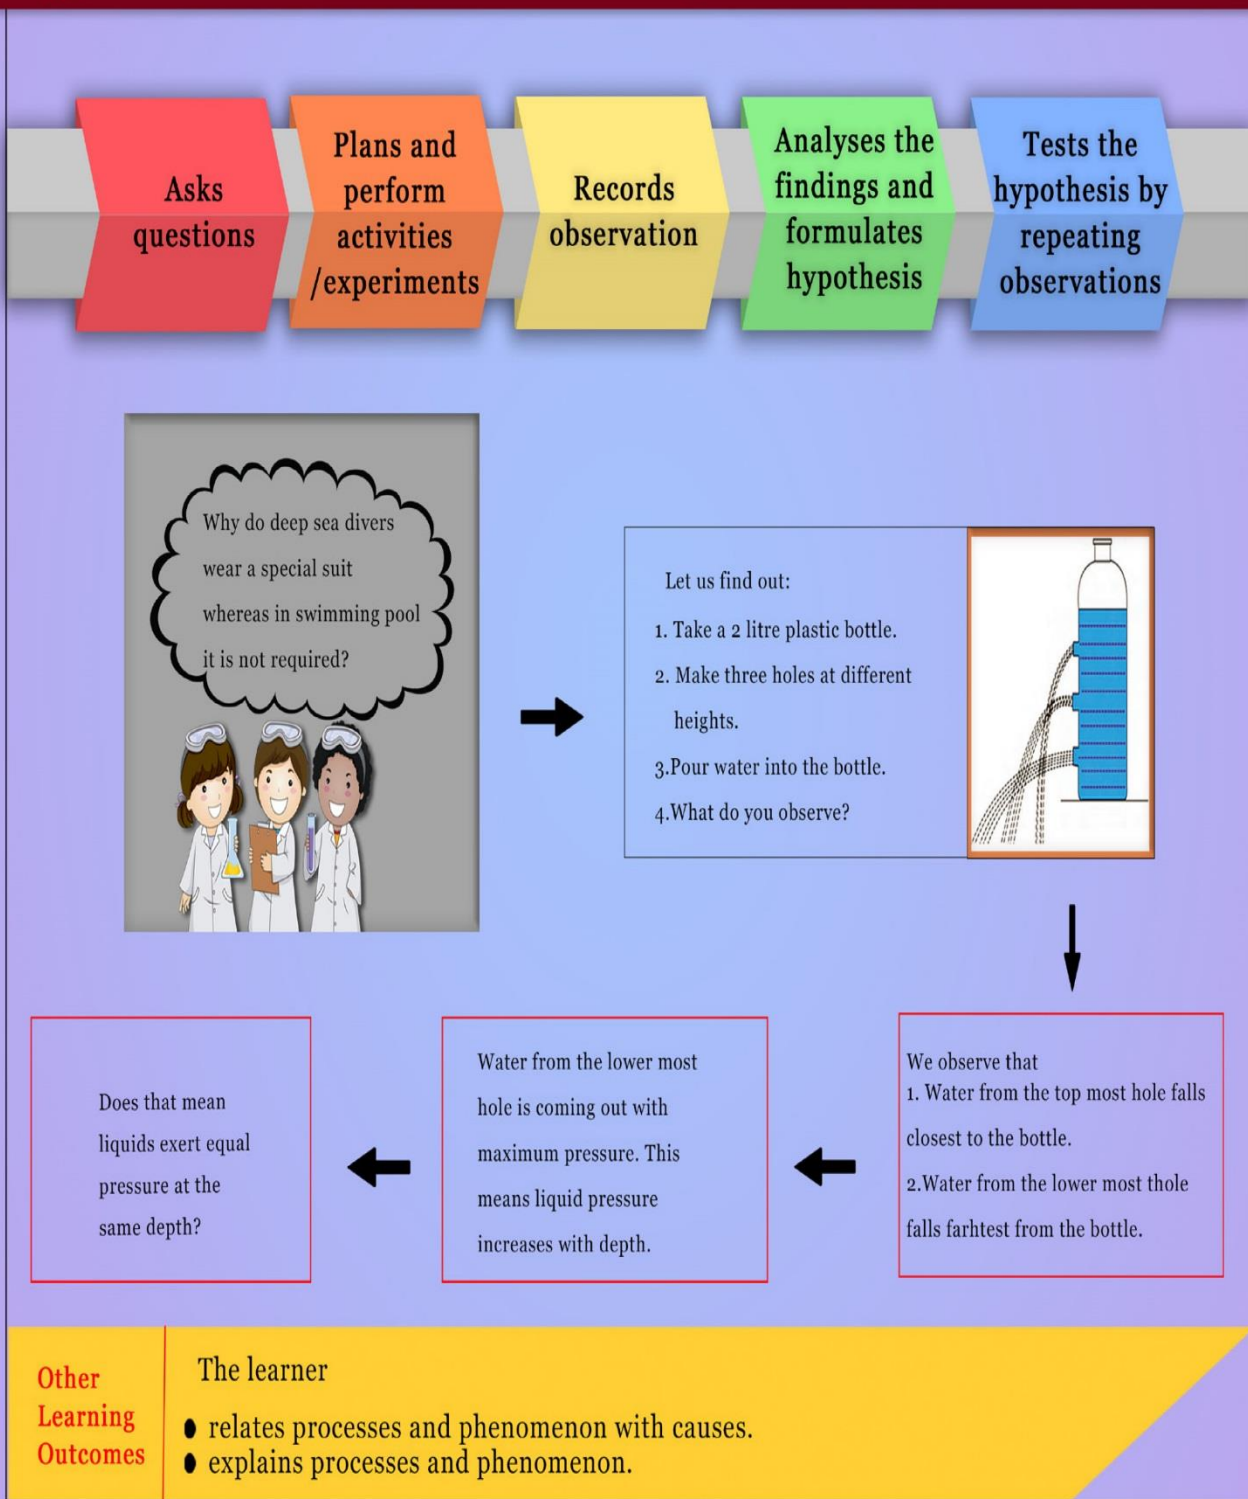 Asks
questions
Plans and
perform
activities
/experiments
Records
observation
Analyses the
findings and
formulates
hypothesis
Tests the
hypothesis by
repeating
observations
Why do deep sea divers
wear a special suit
whereas in swimming pool
it is not required?
Let us find out:
1. Take a 2 litre plastic bottle.
2. Make three holes at different
heights.
3.Pour water into the bottle.
4.What do you observe?
We observe that
1. Water from the top most hole falls
closest to the bottle.
2.Water from the lower most thole
falls farhtest from the bottle.
Water from the lower most
hole is coming out with
maximum pressure. This
means liquid pressure
increases with depth.
Does that mean
liquids exert equal
pressure at the
same depth?
Other
Learning
Outcomes
The learner
● relates processes and phenomenon with causes.
● explains processes and phenomenon.